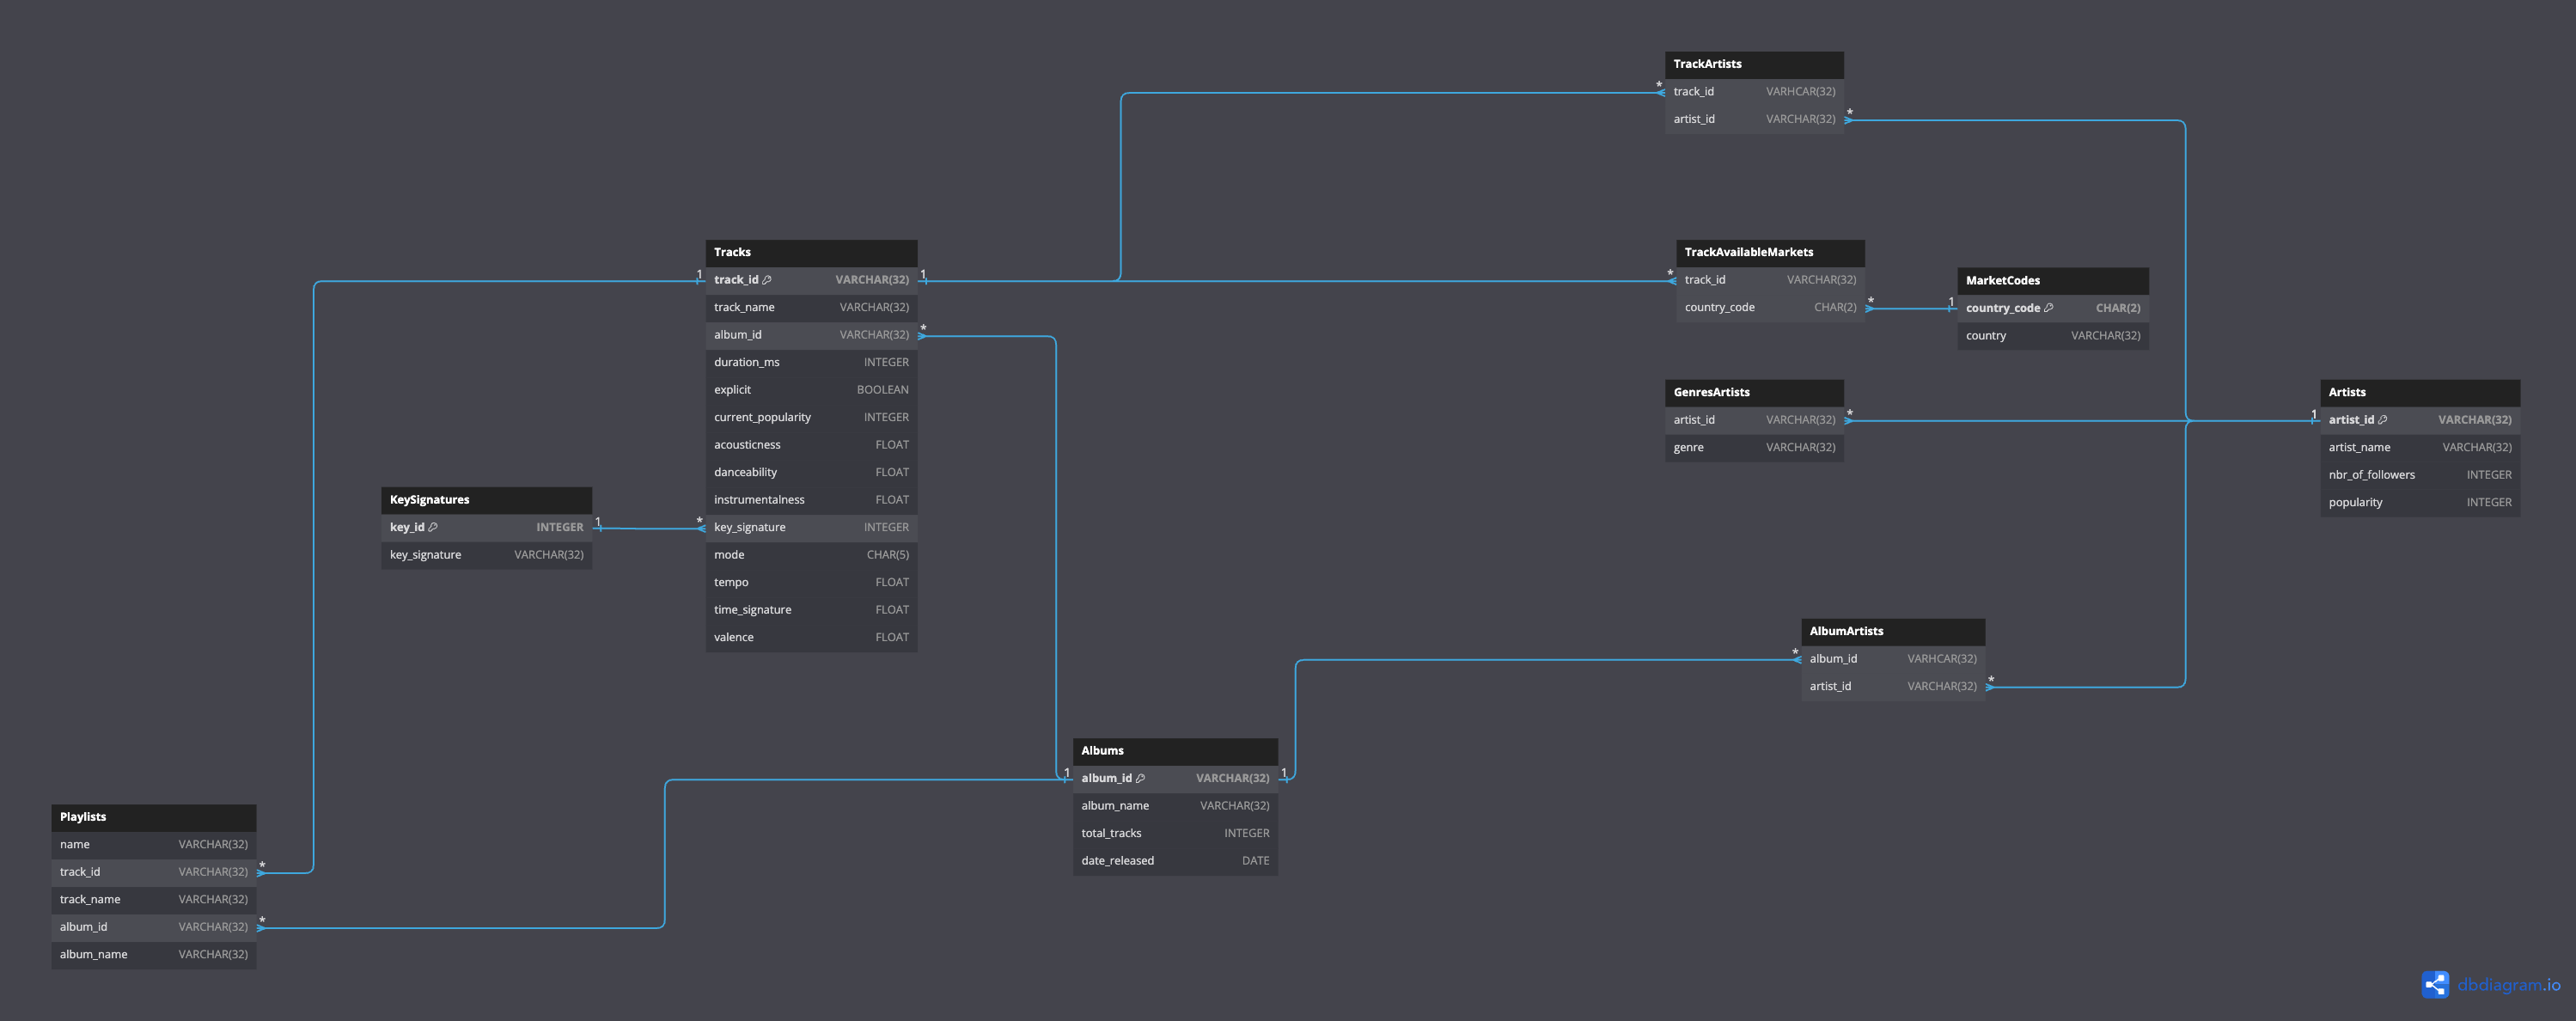 TrackArtists
* track_id VARHCAR(32)
artist_id VARCHAR(32) *
Tracks
1 track_id VARCHAR(32) 1
track_name VARCHAR(32)
album_id VARCHAR(32) *
duration_ms INTEGER
explicit BOOLEAN
current_popularity INTEGER
acousticness FLOAT
danceability FLOAT
instrumentalness FLOAT
* key_signature INTEGER
mode CHAR(5)
tempo FLOAT
time_signature FLOAT
valence FLOAT
TrackAvailableMarkets
* track_id VARCHAR(32)
country_code CHAR(2) *
MarketCodes
1 country_code CHAR(2)
country VARCHAR(32)
GenresArtists
artist_id VARCHAR(32) *
genre VARCHAR(32)
Artists
1 artist_id VARCHAR(32)
artist_name VARCHAR(32)
nbr_of_followers INTEGER
popularity INTEGER
KeySignatures
key_id INTEGER 1
key_signature VARCHAR(32)
AlbumArtists
* album_id VARHCAR(32)
artist_id VARCHAR(32) *
Albums
1 album_id VARCHAR(32) 1
album_name VARCHAR(32)
total_tracks INTEGER
date_released DATE
Playlists
name VARCHAR(32)
track_id VARCHAR(32) *
track_name VARCHAR(32)
album_id VARCHAR(32) *
album_name VARCHAR(32)
dbdiagram.io